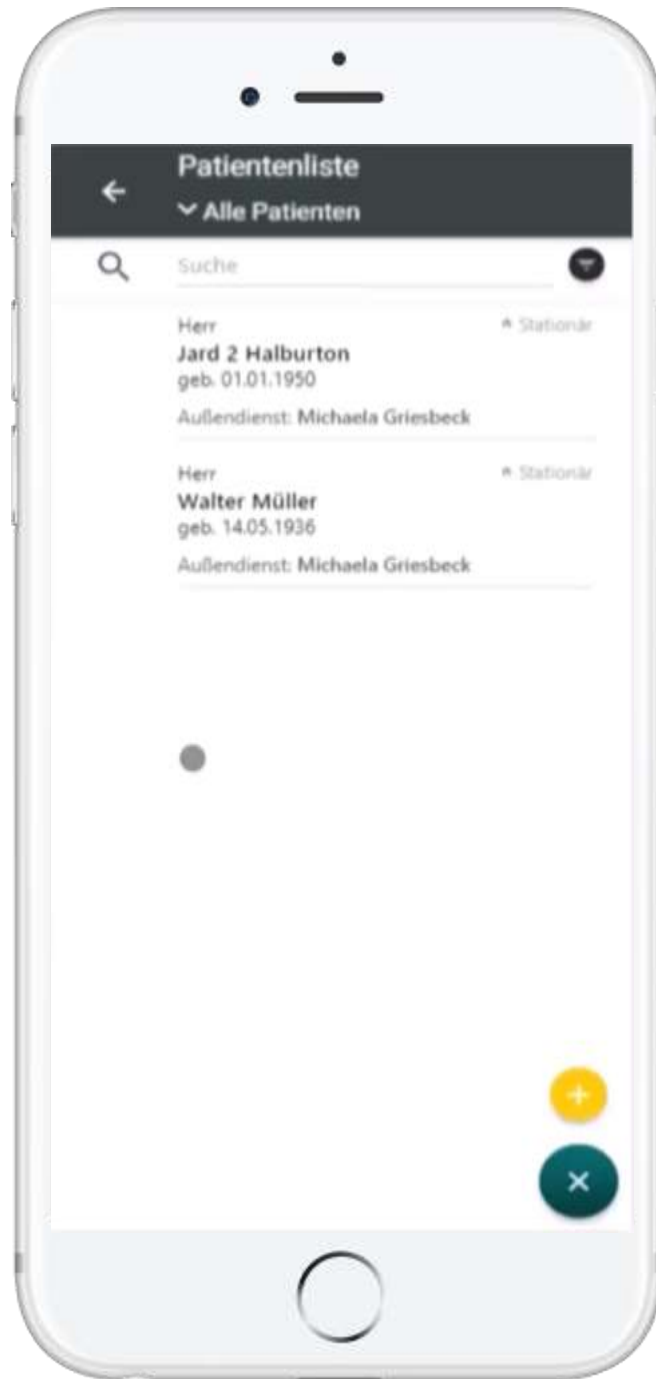 Patientenliste
Alle Patienten
Suche
Herr
Stationär
Jard 2 Halburton
geb. 01.01.1950
Außendienst: Michaela Griesbeck
Herr
Stationär
Walter Müller
geb. 14.05.1936
Außendienst: Michaela Griesbeck